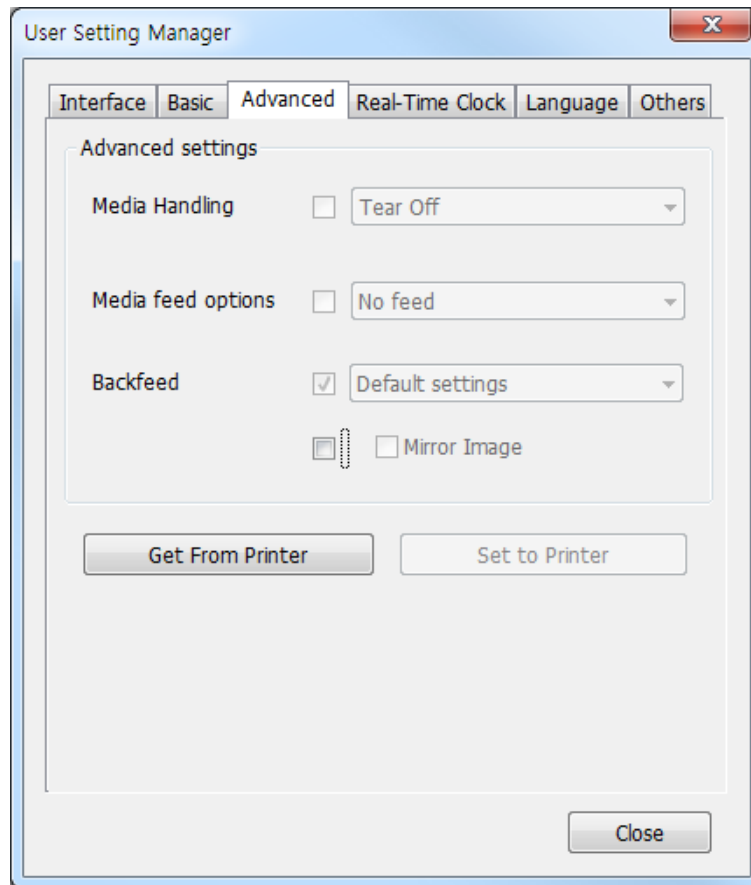 User Setting Manager
Interface Basic Advanced Real-Time Clock Language Others
Advanced settings
Media Handling Tear Off
Media feed options No feed
Backfeed Default settings
Mirror Image
Get From Printer Set to Printer
Close